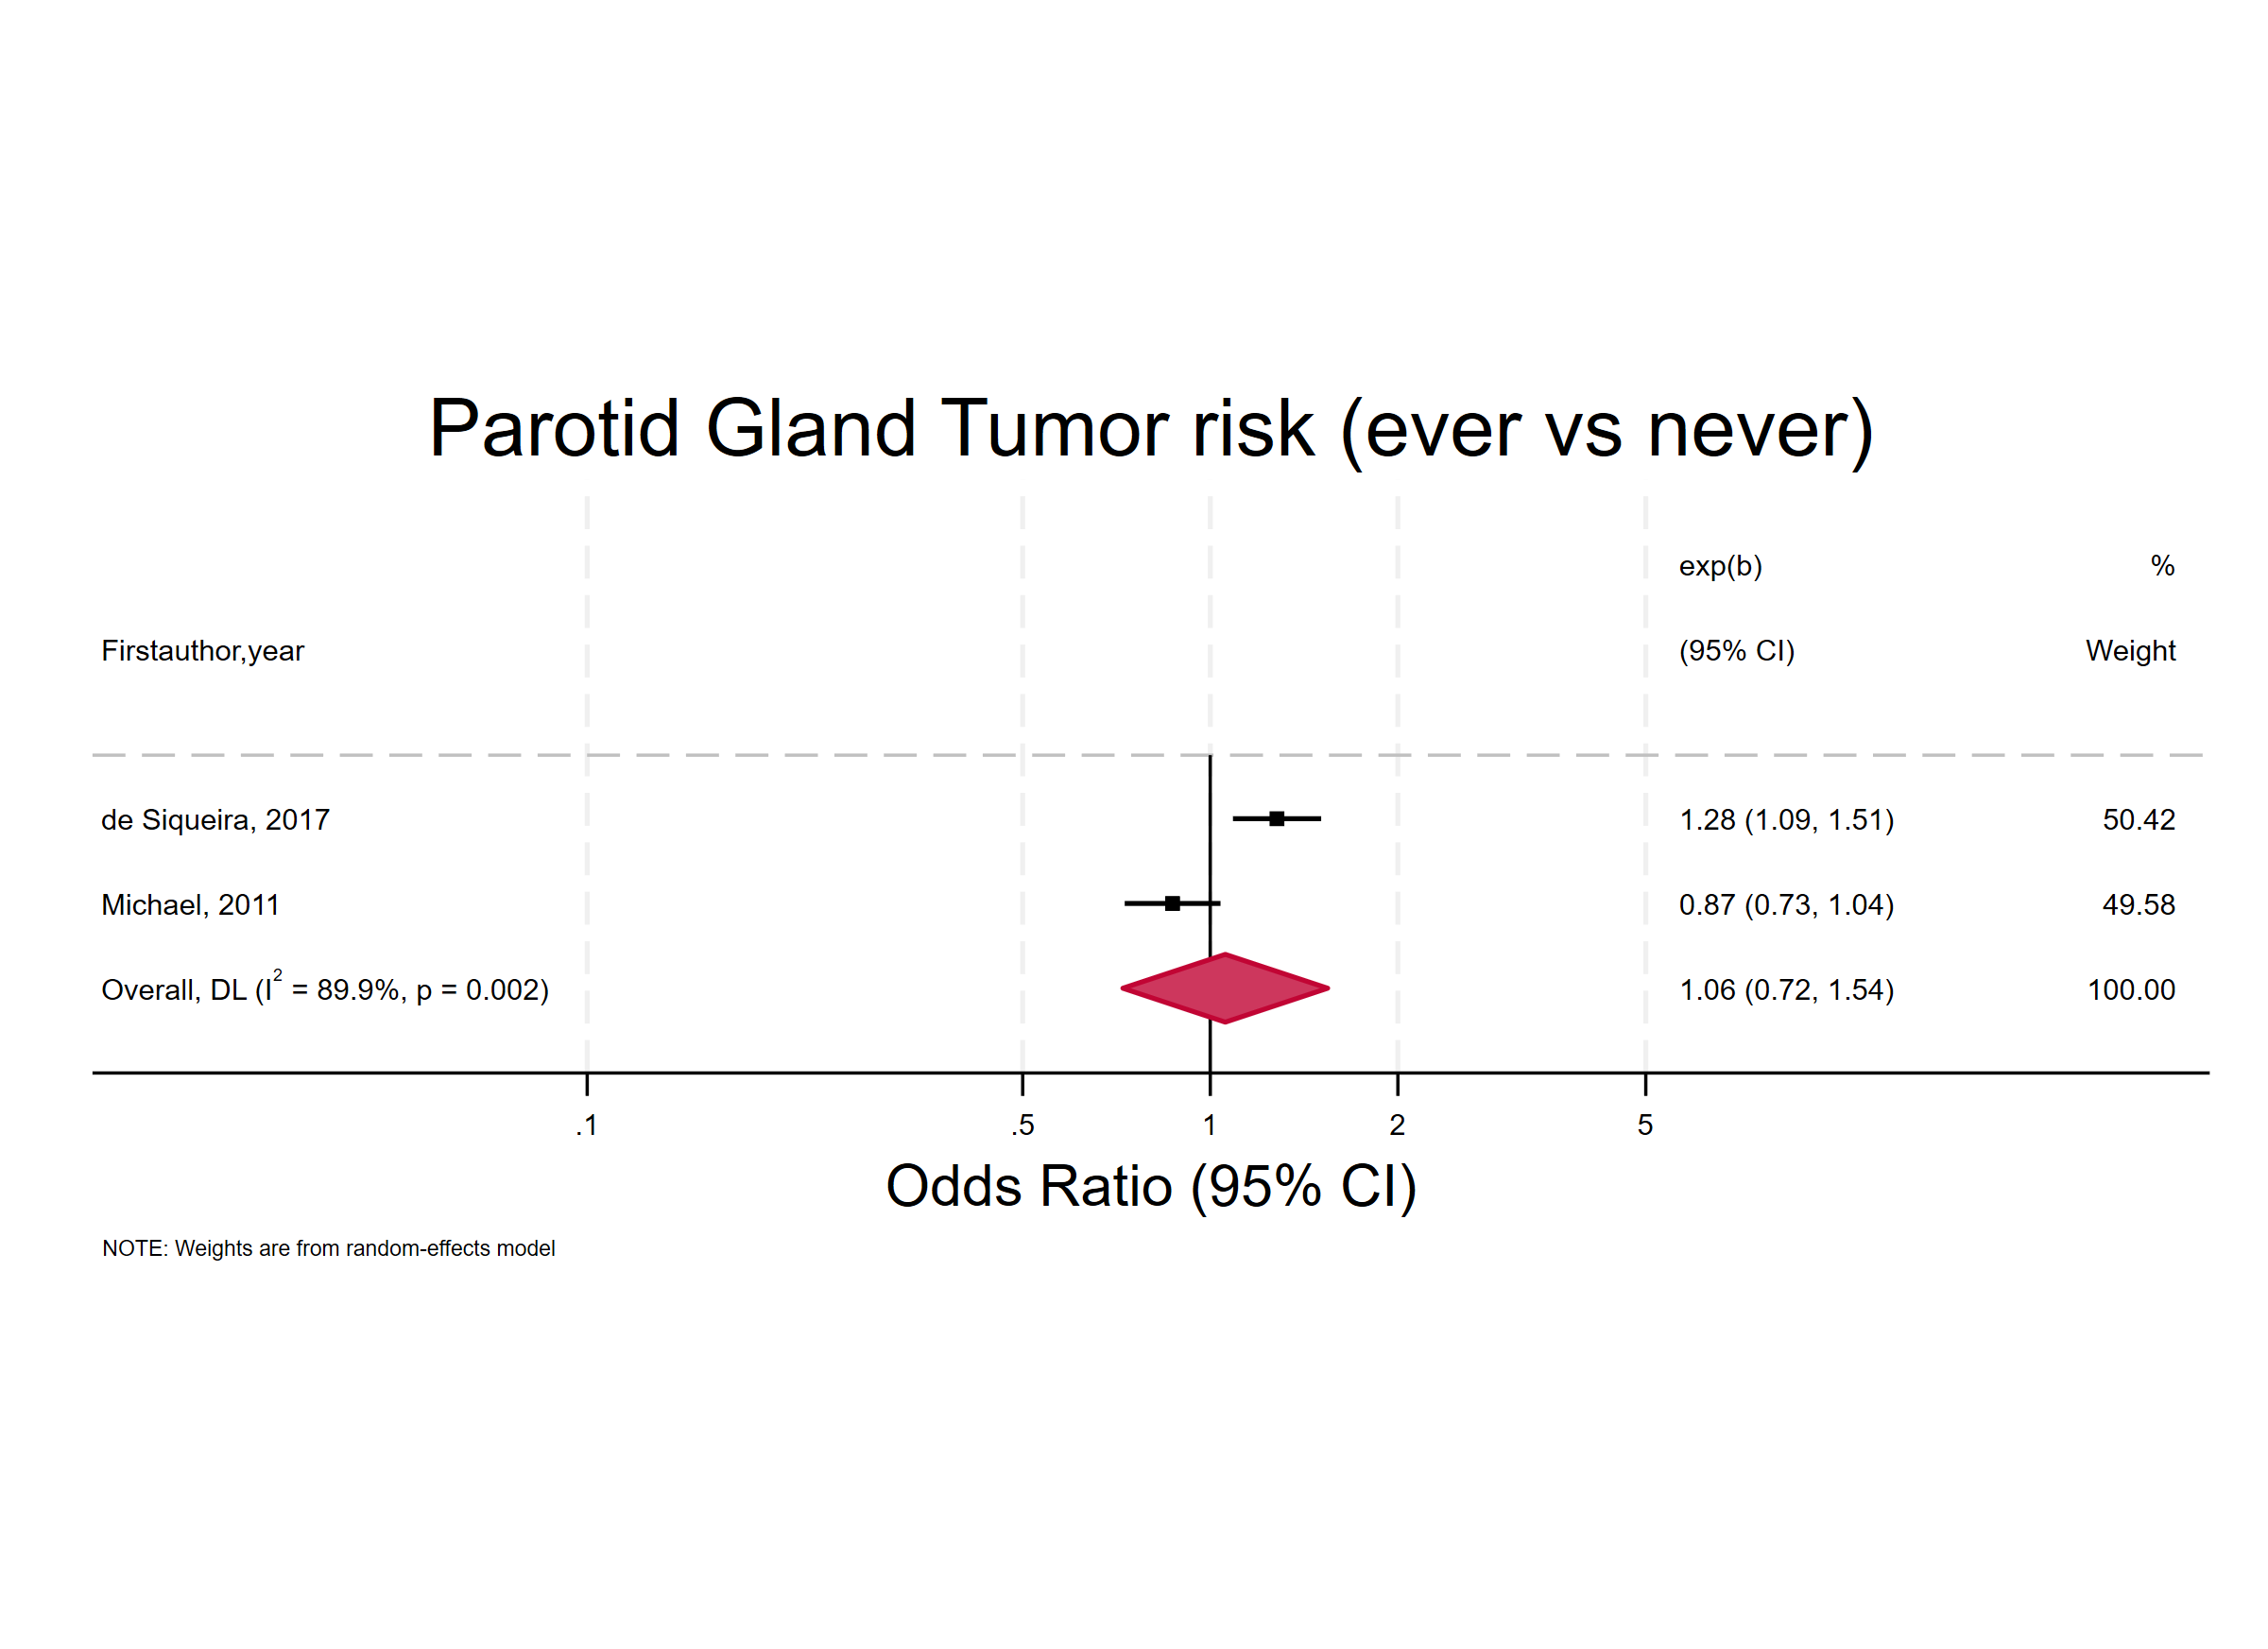 Parotid Gland Tumor risk (ever vs never)
exp(b) %
Firstauthor,year (95% CI) Weight
de Siqueira, 2017 1.28 (1.09, 1.51) 50.42
Michael, 2011 0.87 (0.73, 1.04) 49.58
Overall, DL (I² = 89.9%, p = 0.002) 1.06 (0.72, 1.54) 100.00
.1 .5 1 2 5
Odds Ratio (95% CI)
NOTE: Weights are from random-effects model